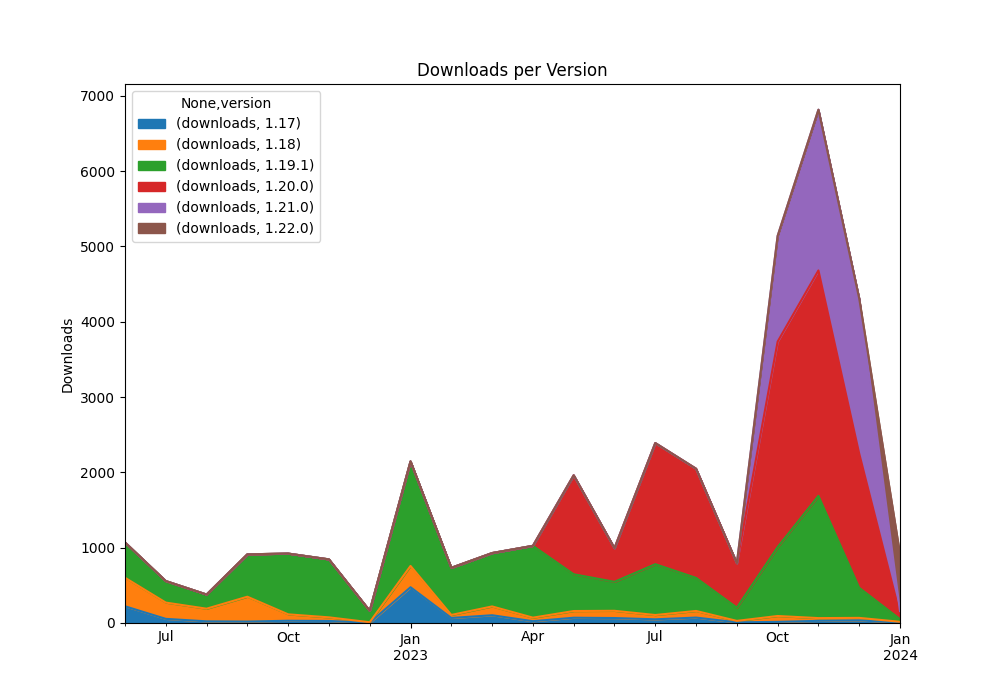 Downloads per Version
None,version
(downloads, 1.17)
(downloads, 1.18)
(downloads, 1.19.1)
(downloads, 1.20.0)
(downloads, 1.21.0)
(downloads, 1.22.0)
Downloads
7000
6000
5000
4000
3000
2000
1000
0
Jul
Oct
Jan
2023
Apr
Jul
Oct
Jan
2024